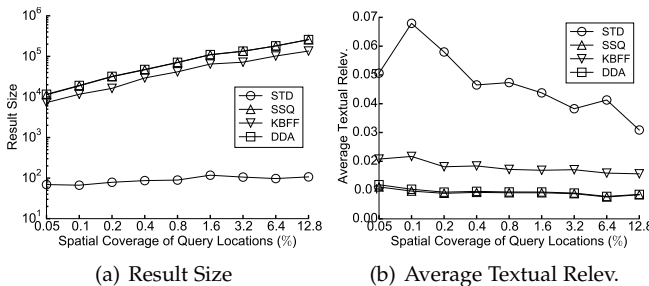 10^6
10^5
10^4
10^3
10^2
10^1
Result Size
STD
SSQ
KBFF
DDA
0.05 0.1 0.2 0.4 0.8 1.6 3.2 6.4 12.8
Spatial Coverage of Query Locations (%)
(a) Result Size
0.07
0.06
0.05
0.04
0.03
0.02
0.01
0.00
Average Textual Relev.
STD
SSQ
KBFF
DDA
0.05 0.1 0.2 0.4 0.8 1.6 3.2 6.4 12.8
Spatial Coverage of Query Locations (%)
(b) Average Textual Relev.